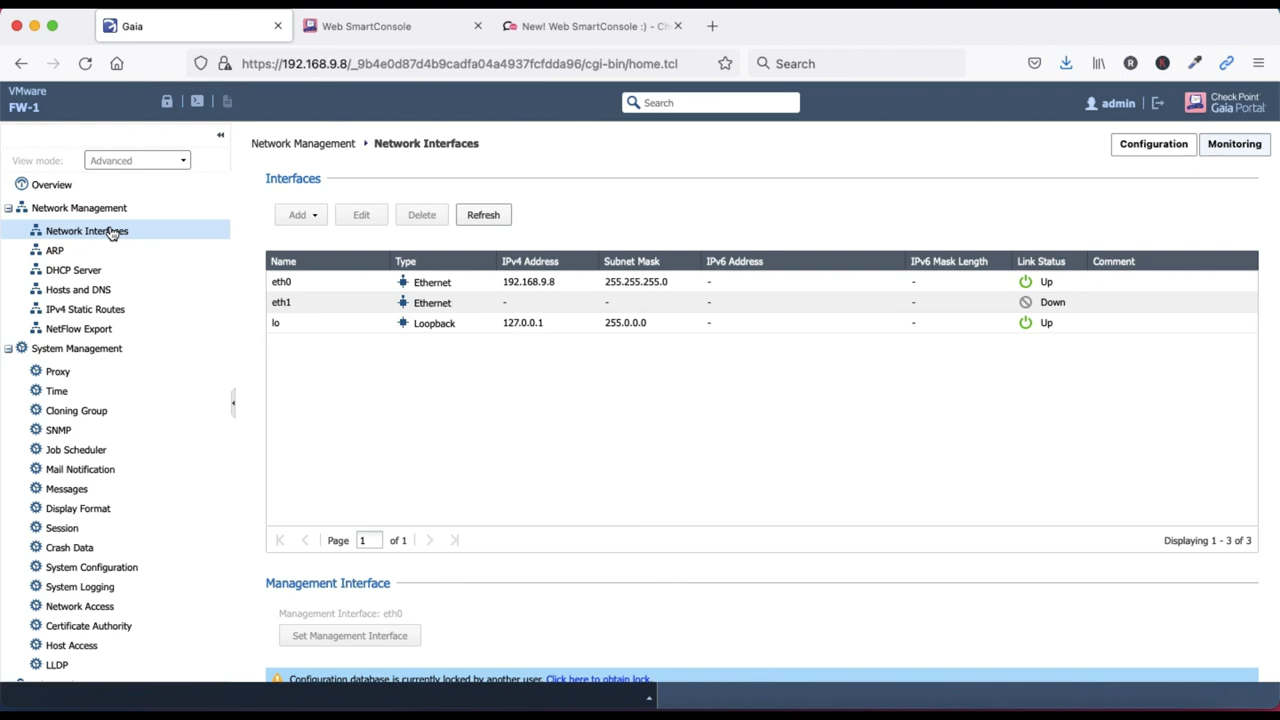 Gaia
Web SmartConsole
New! Web SmartConsole :) - Ch
https://192.168.9.8/_9b4e0d87d4b9cadfa04a4937fcfdda96/cgi-bin/home.tcl
Search
VMware
FW-1
Search
admin
Check Point
Gaia Portal
View mode:
Advanced
Network Management
Network Interfaces
Configuration
Monitoring
Overview
Network Management
Network Interfaces
ARP
DHCP Server
Hosts and DNS
IPv4 Static Routes
NetFlow Export
System Management
Proxy
Time
Cloning Group
SNMP
Job Scheduler
Mail Notification
Messages
Display Format
Session
Crash Data
System Configuration
System Logging
Network Access
Certificate Authority
Host Access
LLDP
Interfaces
Add Edit Delete Refresh
Name Type IPv4 Address Subnet Mask IPv6 Address IPv6 Mask Length Link Status Comment
eth0 Ethernet 192.168.9.8 255.255.255.0 - - Up
eth1 Ethernet - - - - Down
lo Loopback 127.0.0.1 255.0.0.0 - - Up
Page 1 of 1
Displaying 1 - 3 of 3
Management Interface
Management Interface: eth0
Set Management Interface
Configuration database is currently locked by another user. Click here to obtain lock.